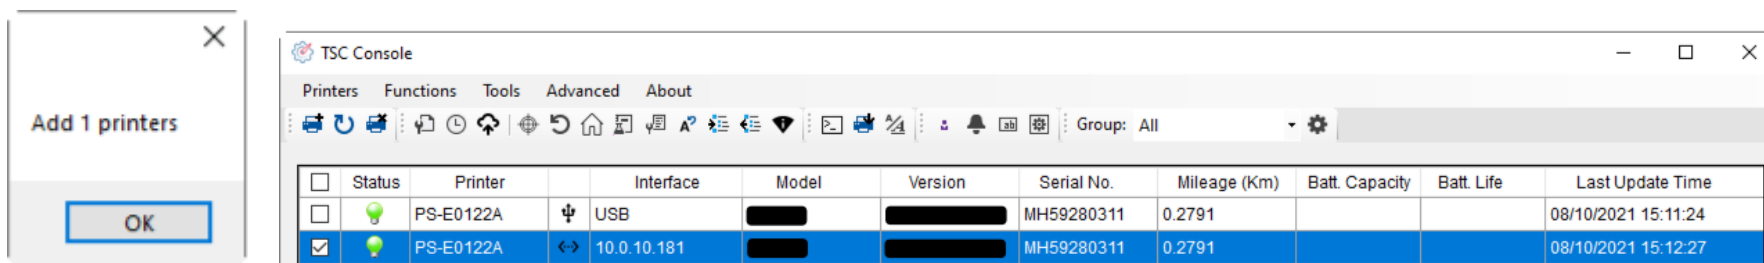 Add 1 printers
OK
TSC Console
Printers Functions Tools Advanced About
Group: All
Status Printer Interface Model Version Serial No. Mileage (Km) Batt. Capacity Batt. Life Last Update Time
PS-E0122A USB MH59280311 0.2791 08/10/2021 15:11:24
PS-E0122A 10.0.10.181 MH59280311 0.2791 08/10/2021 15:12:27